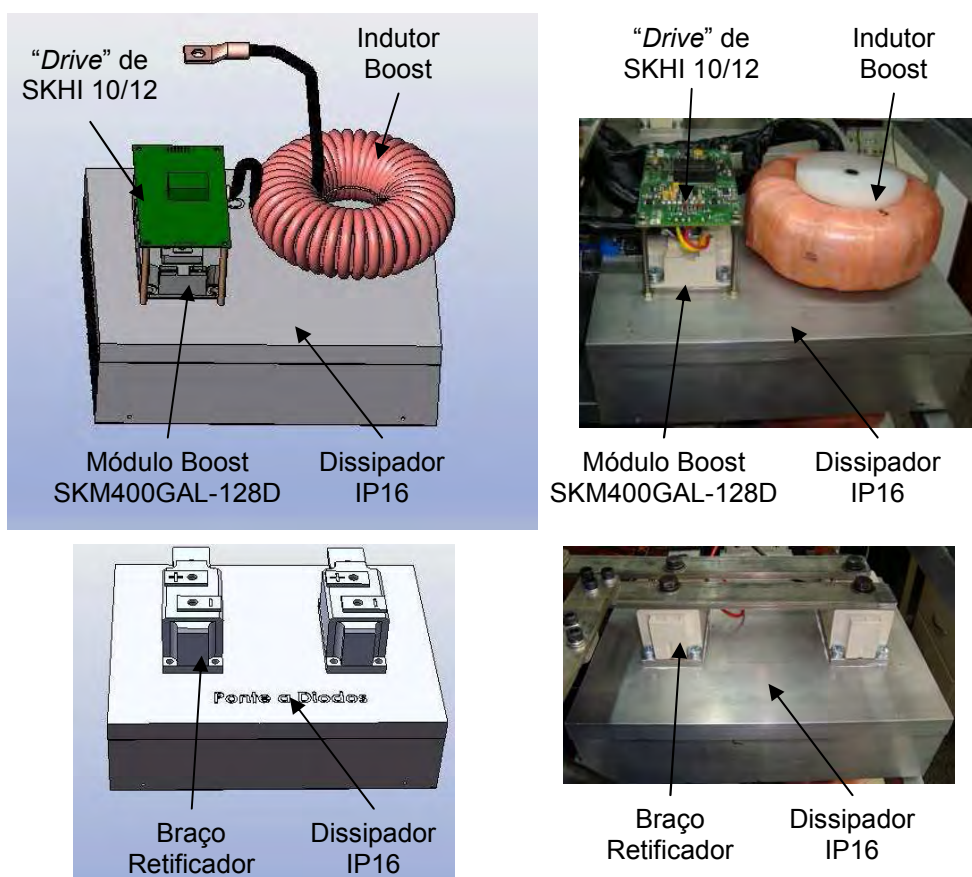 “Drive” de
SKHI 10/12
Indutor
Boost
Módulo Boost
SKM400GAL-128D
Dissipador
IP16
“Drive” de
SKHI 10/12
Indutor
Boost
Módulo Boost
SKM400GAL-128D
Dissipador
IP16
+
−
+
−
Ponte a Diodos
Braço
Retificador
Dissipador
IP16
Braço
Retificador
Dissipador
IP16